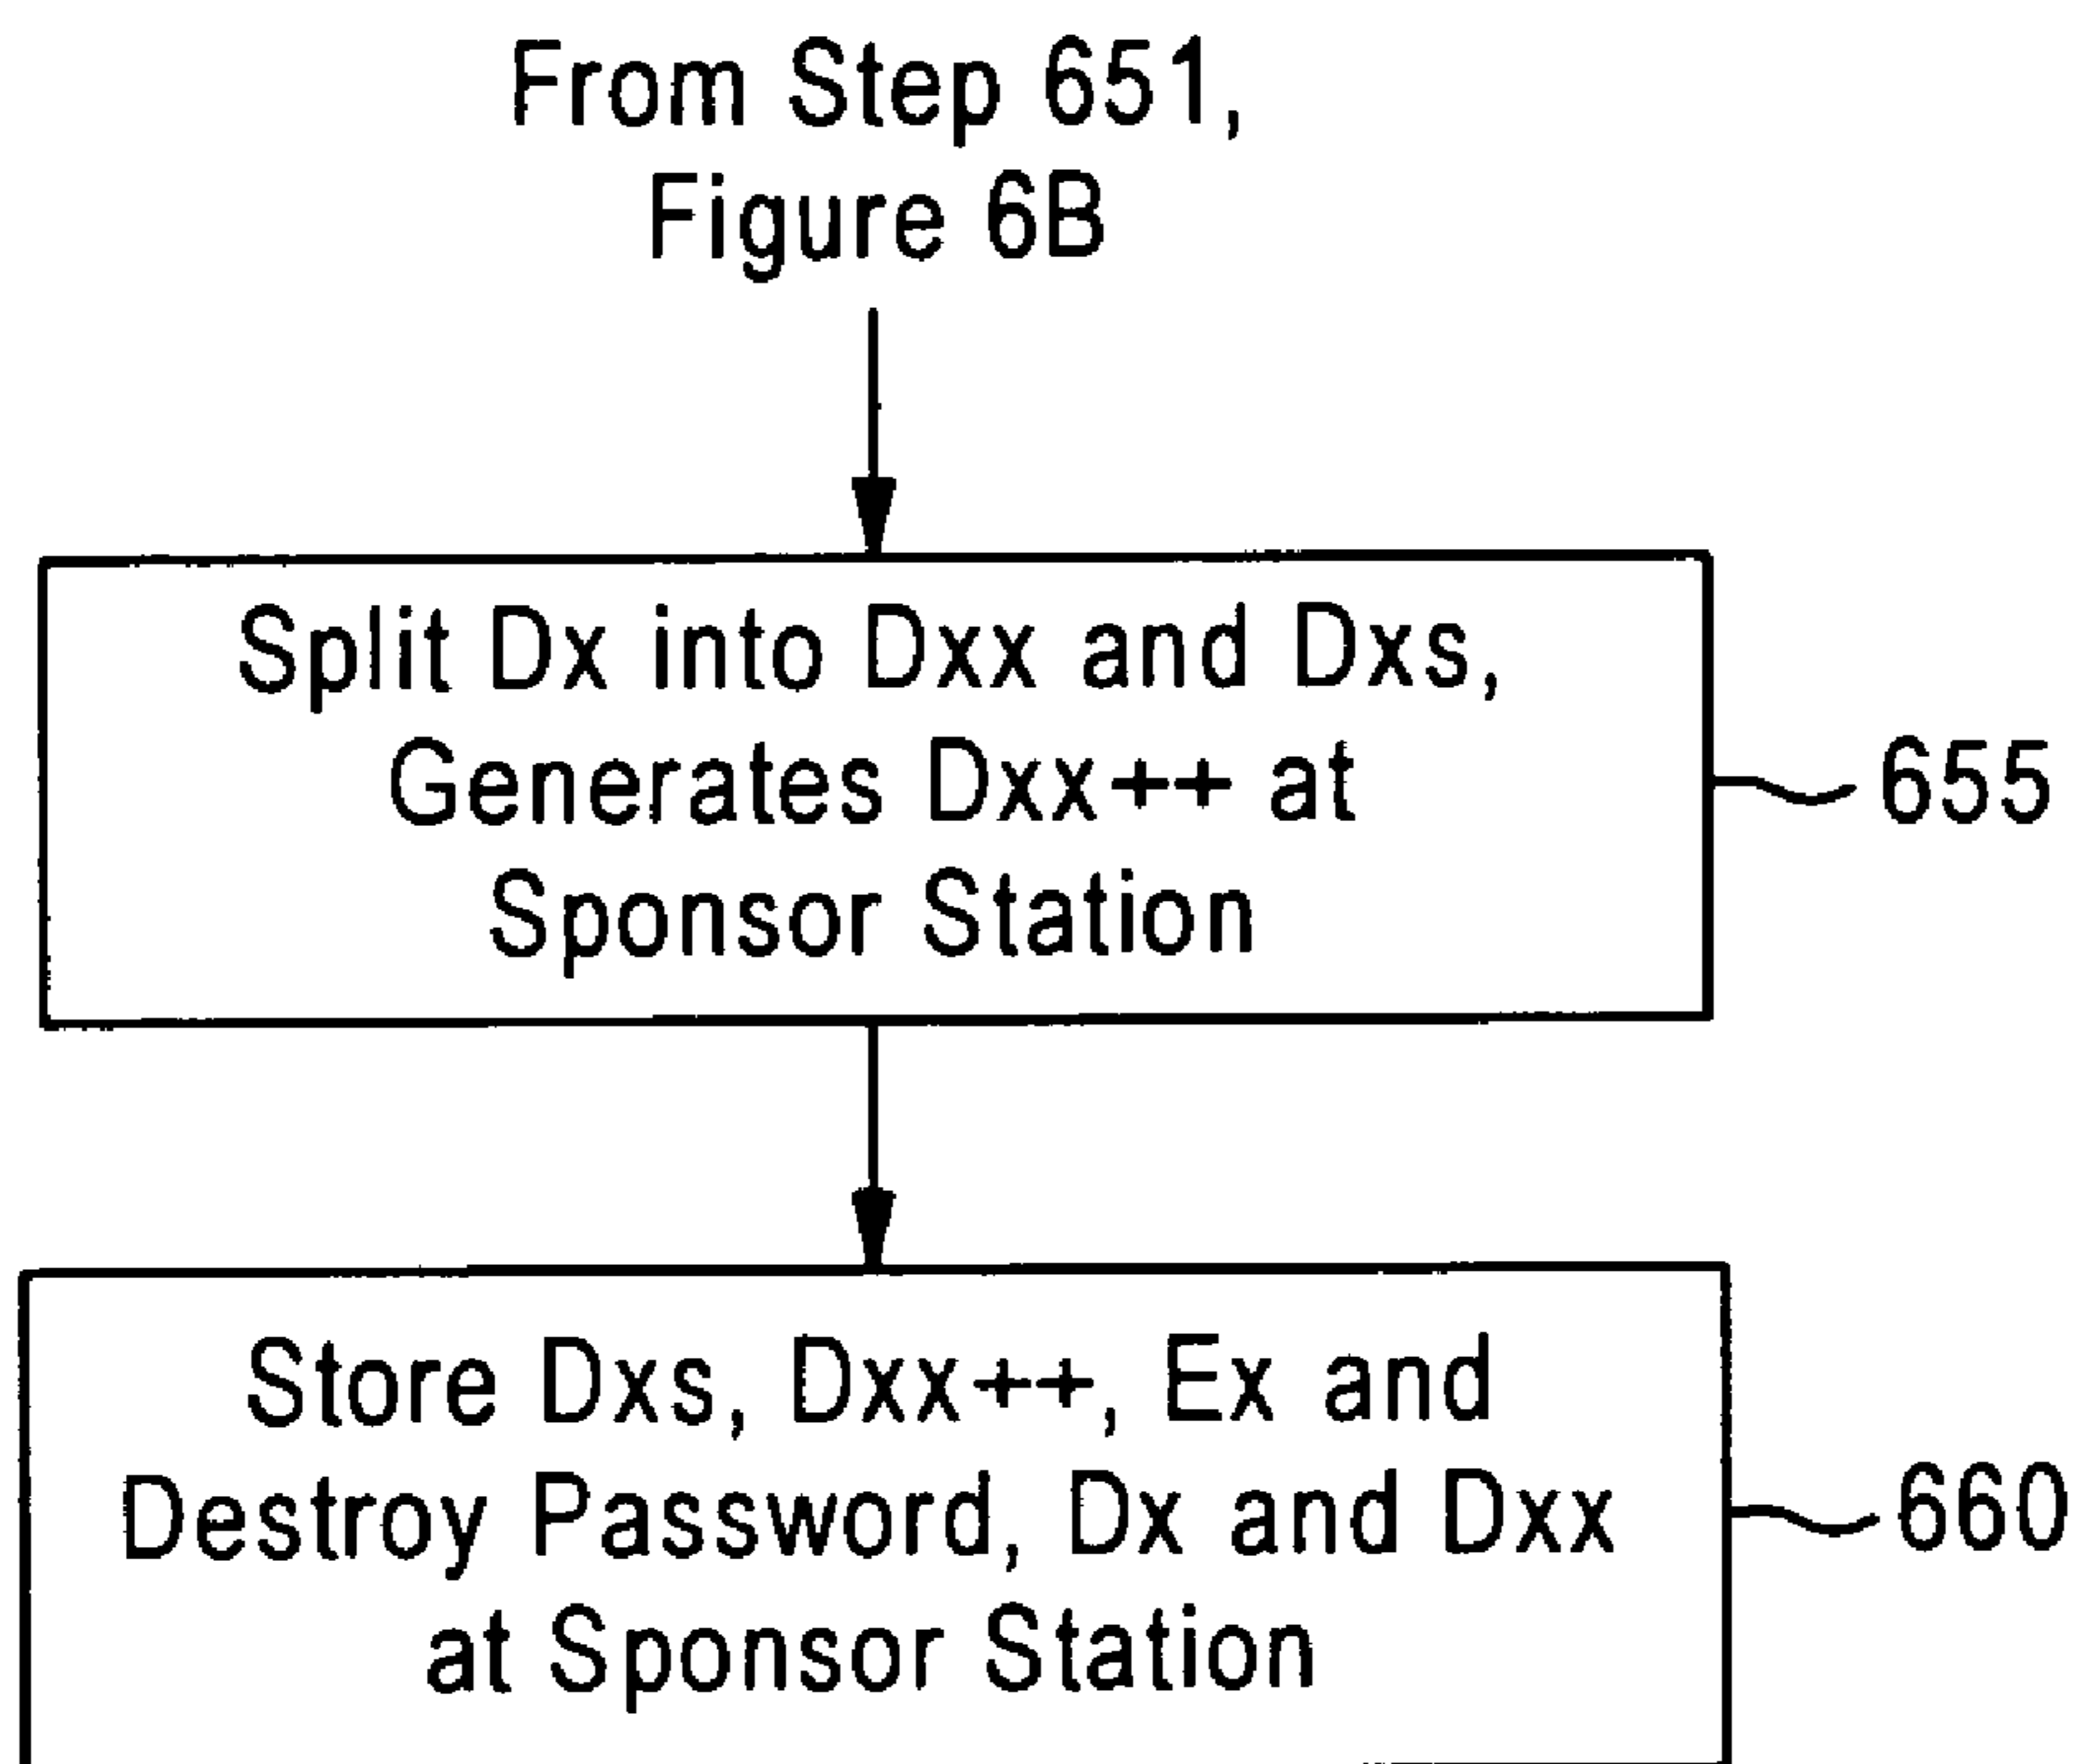 From Step 651,
Figure 6B
Split Dx into Dxx and Dxs,
Generates Dxx++ at
Sponsor Station
655
Store Dxs, Dxx++, Ex and
Destroy Password, Dx and Dxx
at Sponsor Station
660